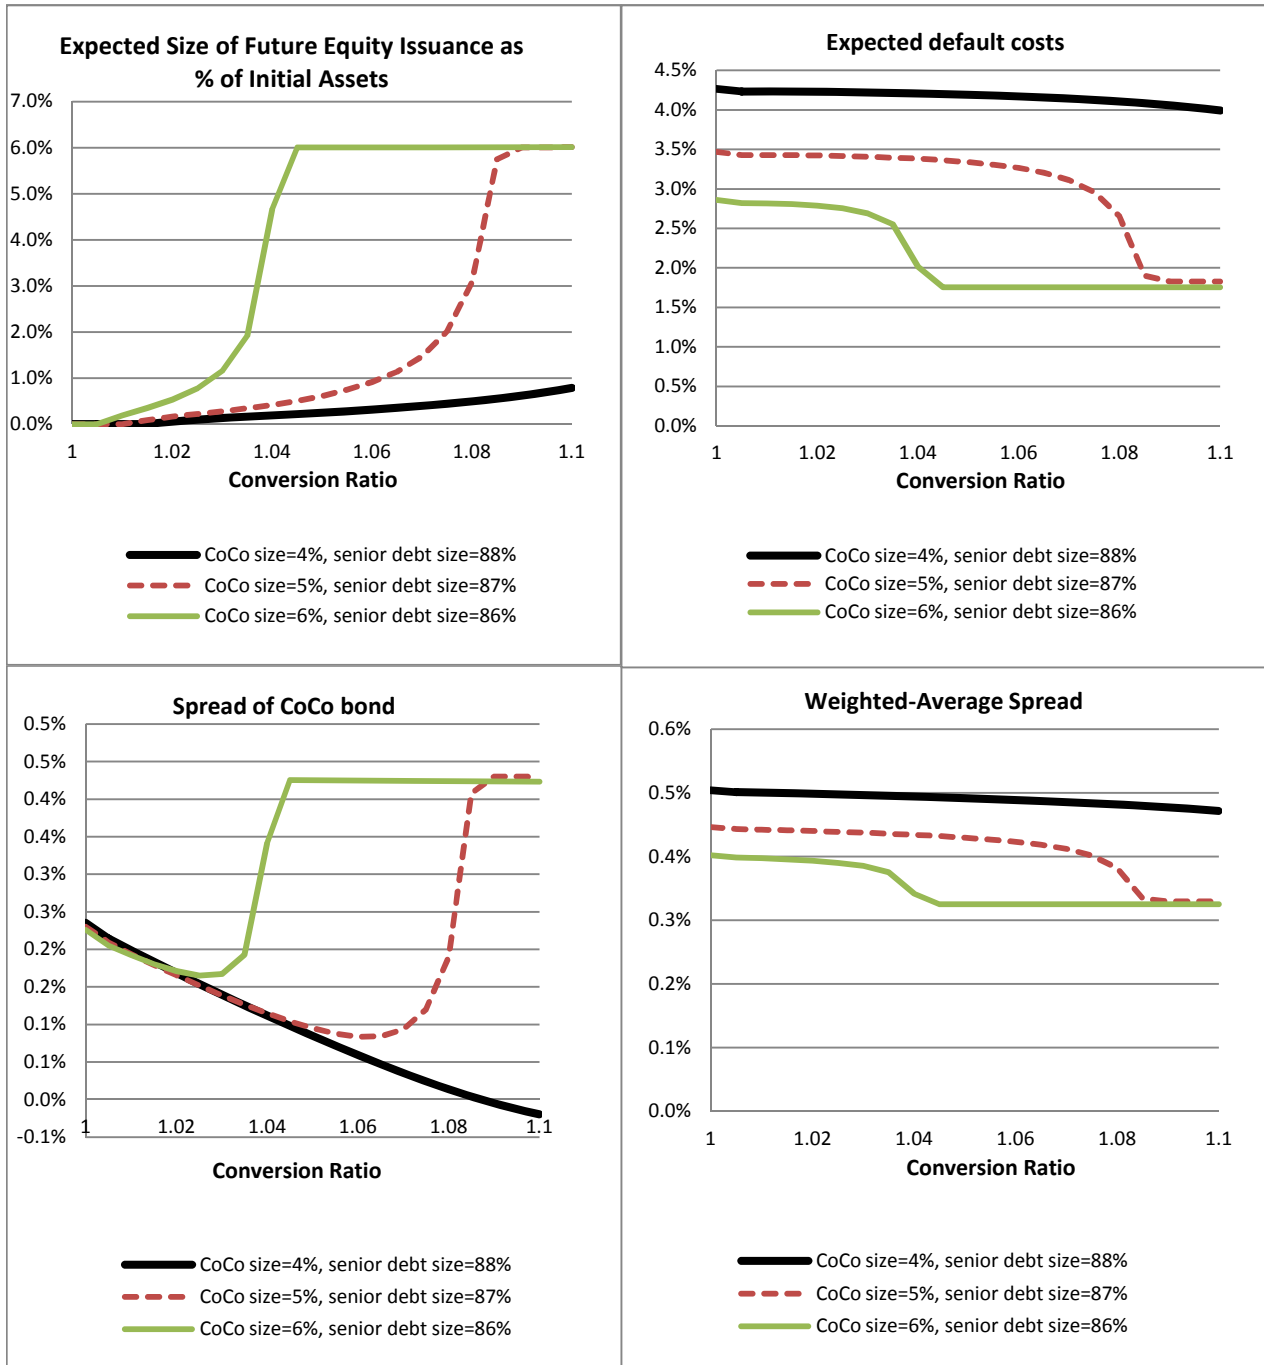 Expected Size of Future Equity Issuance as
% of Initial Assets
7.0%
6.0%
5.0%
4.0%
3.0%
2.0%
1.0%
0.0%
1 1.02 1.04 1.06 1.08 1.1
Conversion Ratio
CoCo size=4%, senior debt size=88%
CoCo size=5%, senior debt size=87%
CoCo size=6%, senior debt size=86%
Expected default costs
4.5%
4.0%
3.5%
3.0%
2.5%
2.0%
1.5%
1.0%
0.5%
0.0%
1 1.02 1.04 1.06 1.08 1.1
Conversion Ratio
CoCo size=4%, senior debt size=88%
CoCo size=5%, senior debt size=87%
CoCo size=6%, senior debt size=86%
Spread of CoCo bond
0.5%
0.5%
0.4%
0.4%
0.3%
0.3%
0.2%
0.2%
0.1%
0.1%
0.0%
-0.1%
1 1.02 1.04 1.06 1.08 1.1
Conversion Ratio
CoCo size=4%, senior debt size=88%
CoCo size=5%, senior debt size=87%
CoCo size=6%, senior debt size=86%
Weighted-Average Spread
0.6%
0.5%
0.4%
0.3%
0.2%
0.1%
0.0%
1 1.02 1.04 1.06 1.08 1.1
Conversion Ratio
CoCo size=4%, senior debt size=88%
CoCo size=5%, senior debt size=87%
CoCo size=6%, senior debt size=86%